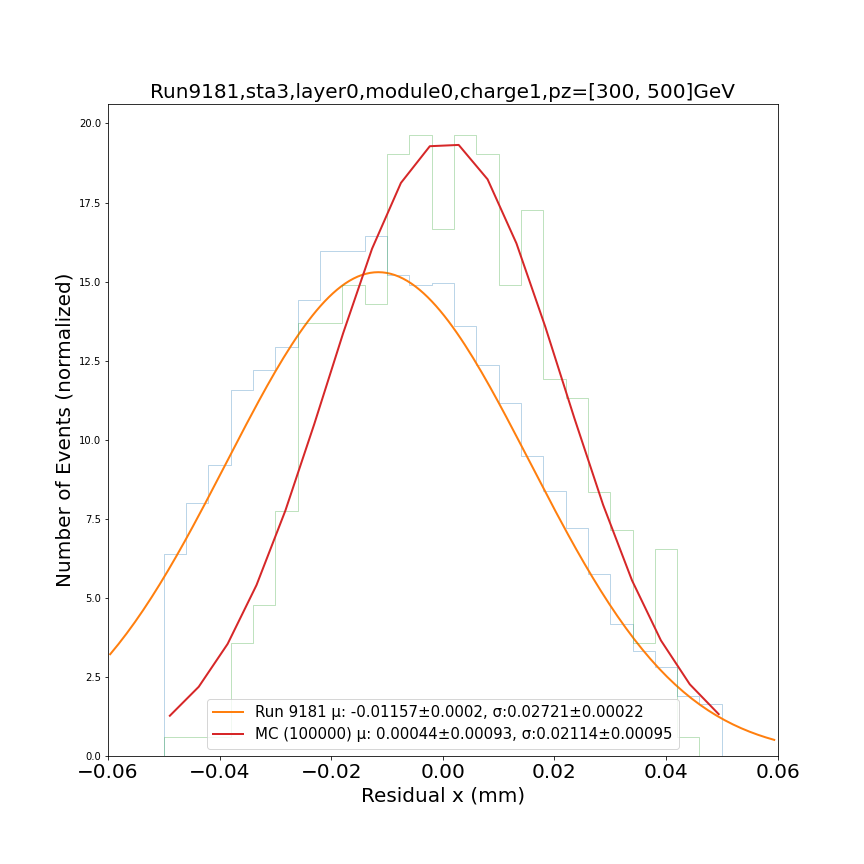 Run9181,sta3,layer0,module0,charge1,pz=[300, 500]GeV
20.0
17.5
15.0
12.5
10.0
7.5
5.0
2.5
0.0
Number of Events (normalized)
Run 9181 μ: -0.01157±0.0002, σ:0.02721±0.00022
MC (100000) μ: 0.00044±0.00093, σ:0.02114±0.00095
−0.06 −0.04 −0.02 0.00 0.02 0.04 0.06
Residual x (mm)